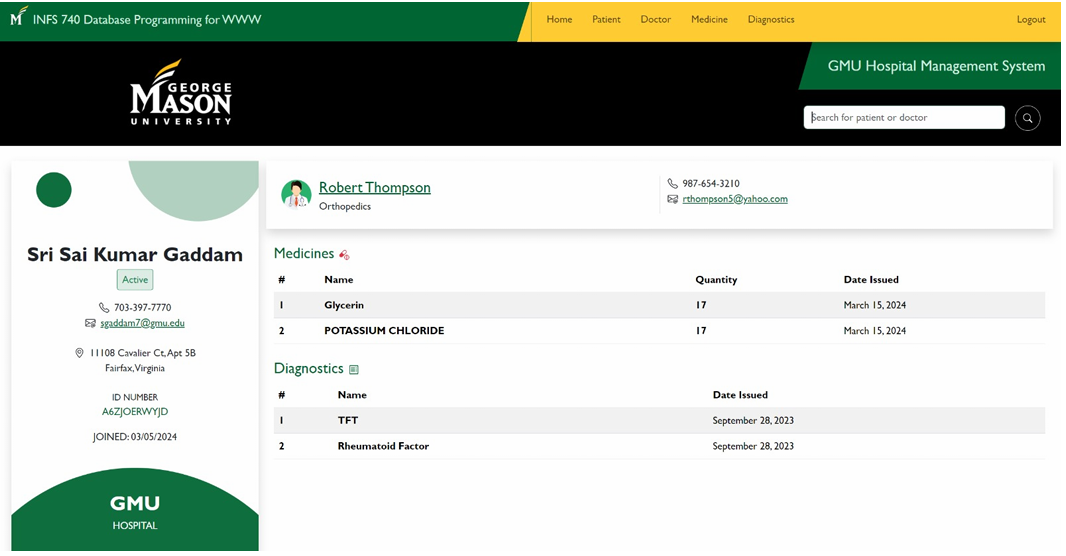 M INFS 740 Database Programming for WWW
Home Patient Doctor Medicine Diagnostics Logout
GEORGE
MASON
UNIVERSITY
GMU Hospital Management System
Search for patient or doctor
Sri Sai Kumar Gaddam
Active
703-397-7770
sgaddam7@gmu.edu
11108 Cavalier Ct, Apt 5B
Fairfax, Virginia
ID NUMBER
A6ZJOERWYJD
JOINED: 03/05/2024
GMU
HOSPITAL
Robert Thompson
Orthopedics
987-654-3210
rthompson5@yahoo.com
Medicines
# Name Quantity Date Issued
1 Glycerin 17 March 15, 2024
2 POTASSIUM CHLORIDE 17 March 15, 2024
Diagnostics
# Name Date Issued
1 TFT September 28, 2023
2 Rheumatoid Factor September 28, 2023